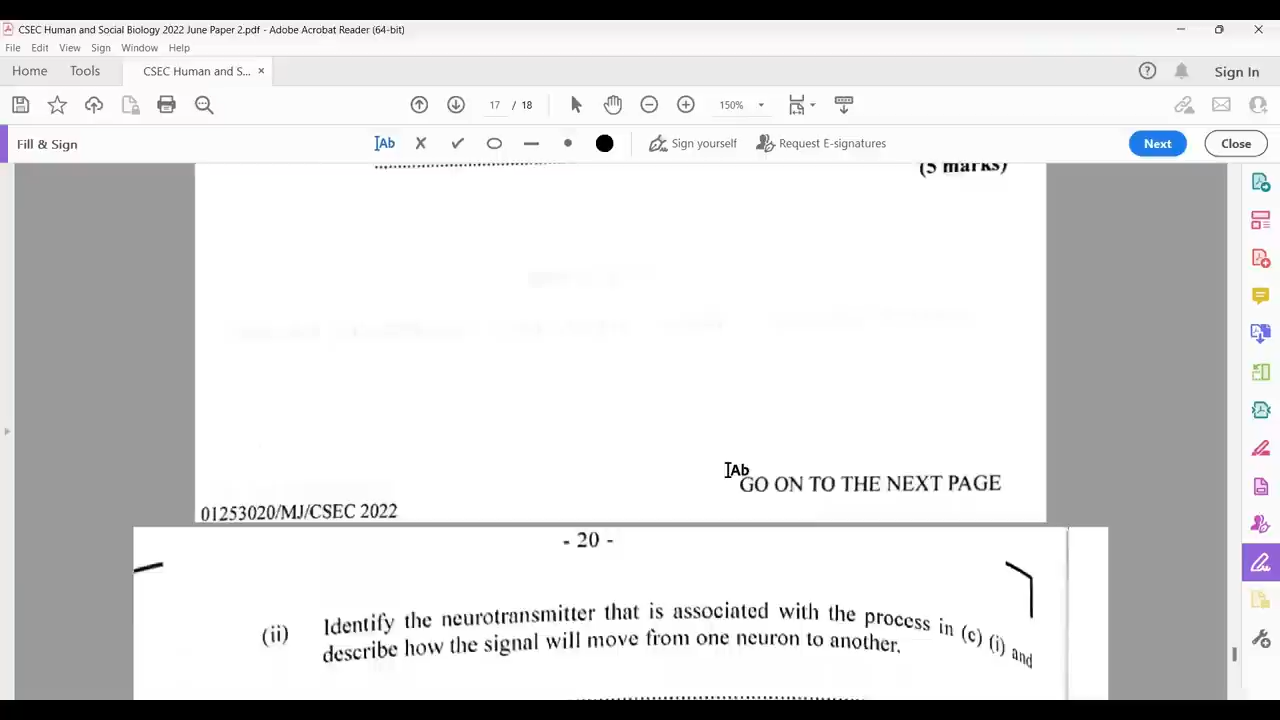 CSEC Human and Social Biology 2022 June Paper 2.pdf - Adobe Acrobat Reader (64-bit)
File Edit View Sign Window Help
Home Tools CSEC Human and S... × Sign In
17 / 18 150%
Fill & Sign Ab Sign yourself Request E-signatures Next Close
(5 marks)
Ab
GO ON TO THE NEXT PAGE
01253020/MJ/CSEC 2022
- 20 -
(ii) Identify the neurotransmitter that is associated with the process in (c) (i) and
describe how the signal will move from one neuron to another.